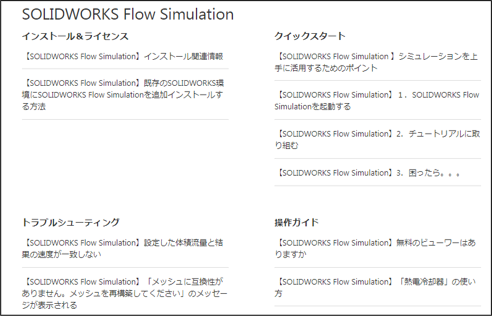 SOLIDWORKS Flow Simulation
インストール＆ライセンス
【SOLIDWORKS Flow Simulation】インストール関連情報
【SOLIDWORKS Flow Simulation】既存のSOLIDWORKS環
境にSOLIDWORKS Flow Simulationを追加インストールす
る方法
クイックスタート
【SOLIDWORKS Flow Simulation 】シミュレーションを上
手に活用するためのポイント
【SOLIDWORKS Flow Simulation】１．SOLIDWORKS Flow
Simulationを起動する
【SOLIDWORKS Flow Simulation】2．チュートリアルに取
り組む
【SOLIDWORKS Flow Simulation】3．困ったら。。。
トラブルシューティング
【SOLIDWORKS Flow Simulation】設定した体積流量と結
果の速度が一致しない
【SOLIDWORKS Flow Simulation】「メッシュに互換性が
ありません。メッシュを再構築してください」のメッセー
ジが表示される
操作ガイド
【SOLIDWORKS Flow Simulation】無料のビューワーはあ
りますか
【SOLIDWORKS Flow Simulation】「熱電冷却器」の使い
方